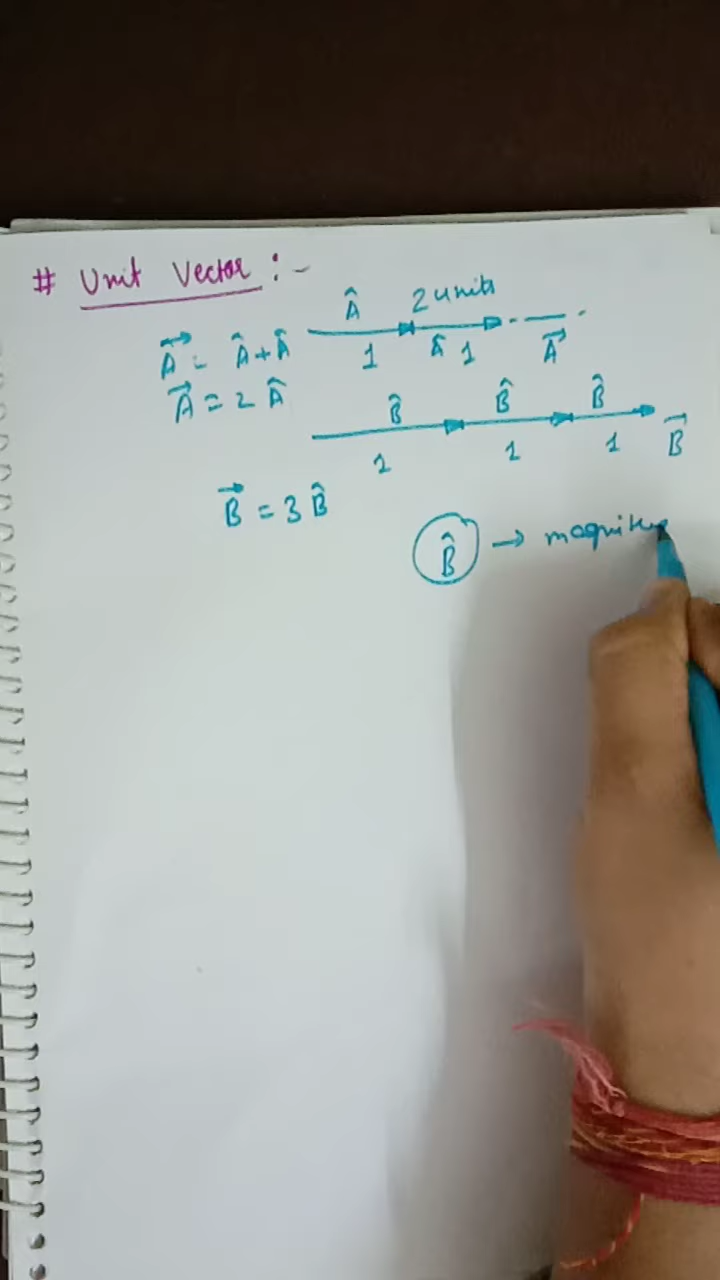 # Unit Vector :-
Â 2 units
A⃗ = Â + Â 1 Â 1 A⃗
A⃗ = 2 Â
B̂ B̂ B̂
1 1 1 B⃗
B⃗ = 3 B̂
B̂ → magnitu